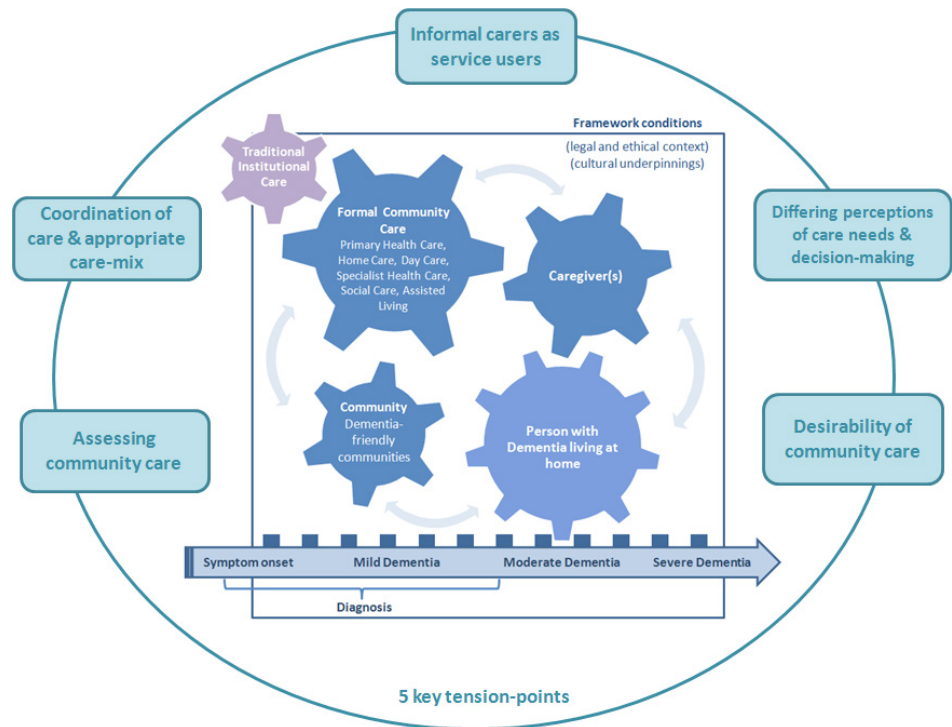 Informal carers as
service users
Framework conditions
(legal and ethical context)
(cultural underpinnings)
Traditional
Institutional
Care
Coordination of
care & appropriate
care-mix
Formal Community
Care
Primary Health Care,
Home Care, Day Care,
Specialist Health Care,
Social Care, Assisted
Living
Caregiver(s)
Differing perceptions
of care needs &
decision-making
Assessing
community care
Community
Dementia-
friendly
communities
Person with
Dementia living at
home
Desirability of
community care
Symptom onset
Mild Dementia
Moderate Dementia
Severe Dementia
Diagnosis
5 key tension-points